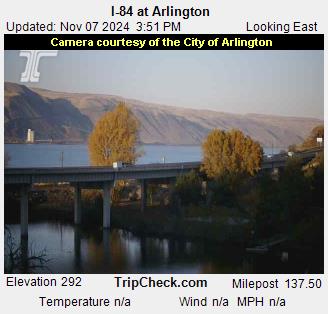 I-84 at Arlington
Updated: Nov 07 2024 3:51 PM Looking East
Camera courtesy of the City of Arlington
Elevation 292 TripCheck.com Milepost 137.50
Temperature n/a Wind n/a MPH n/a